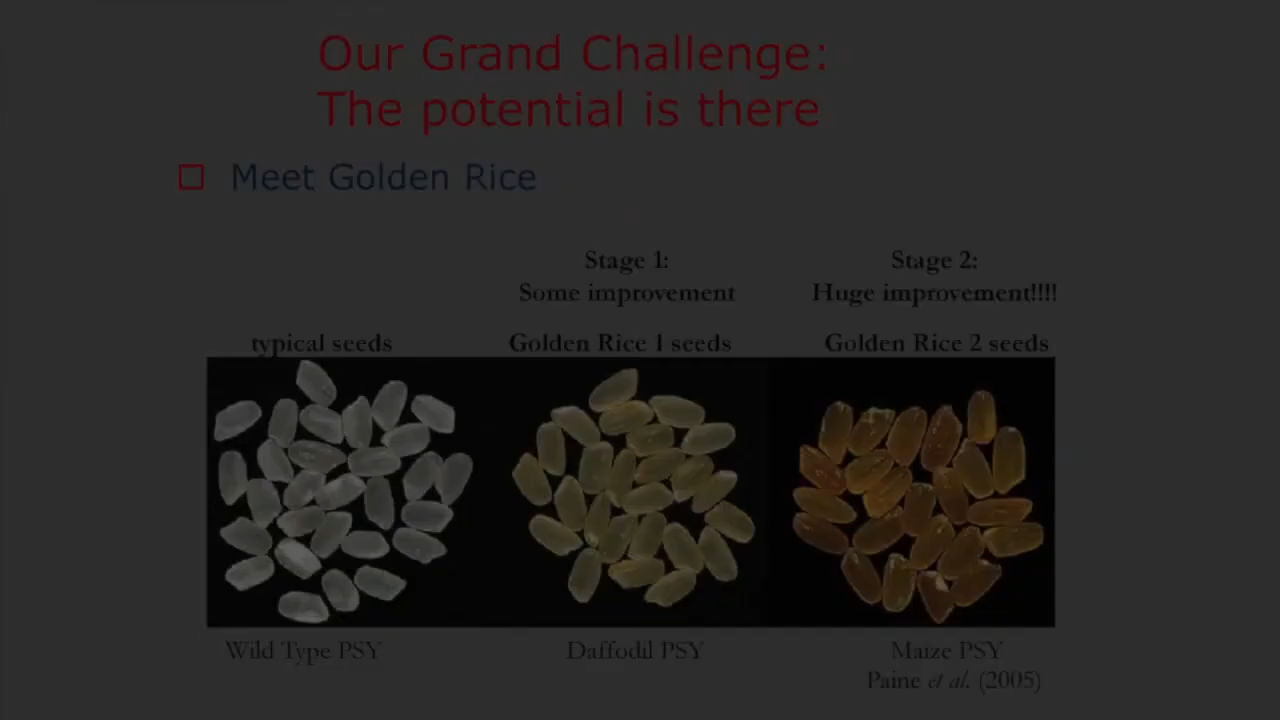 Our Grand Challenge:
The potential is there
Meet Golden Rice
Stage 1:
Some improvement
Stage 2:
Huge improvement!!!!
typical seeds
Golden Rice 1 seeds
Golden Rice 2 seeds
Wild Type PSY
Daffodil PSY
Maize PSY
Paine et al. (2005)